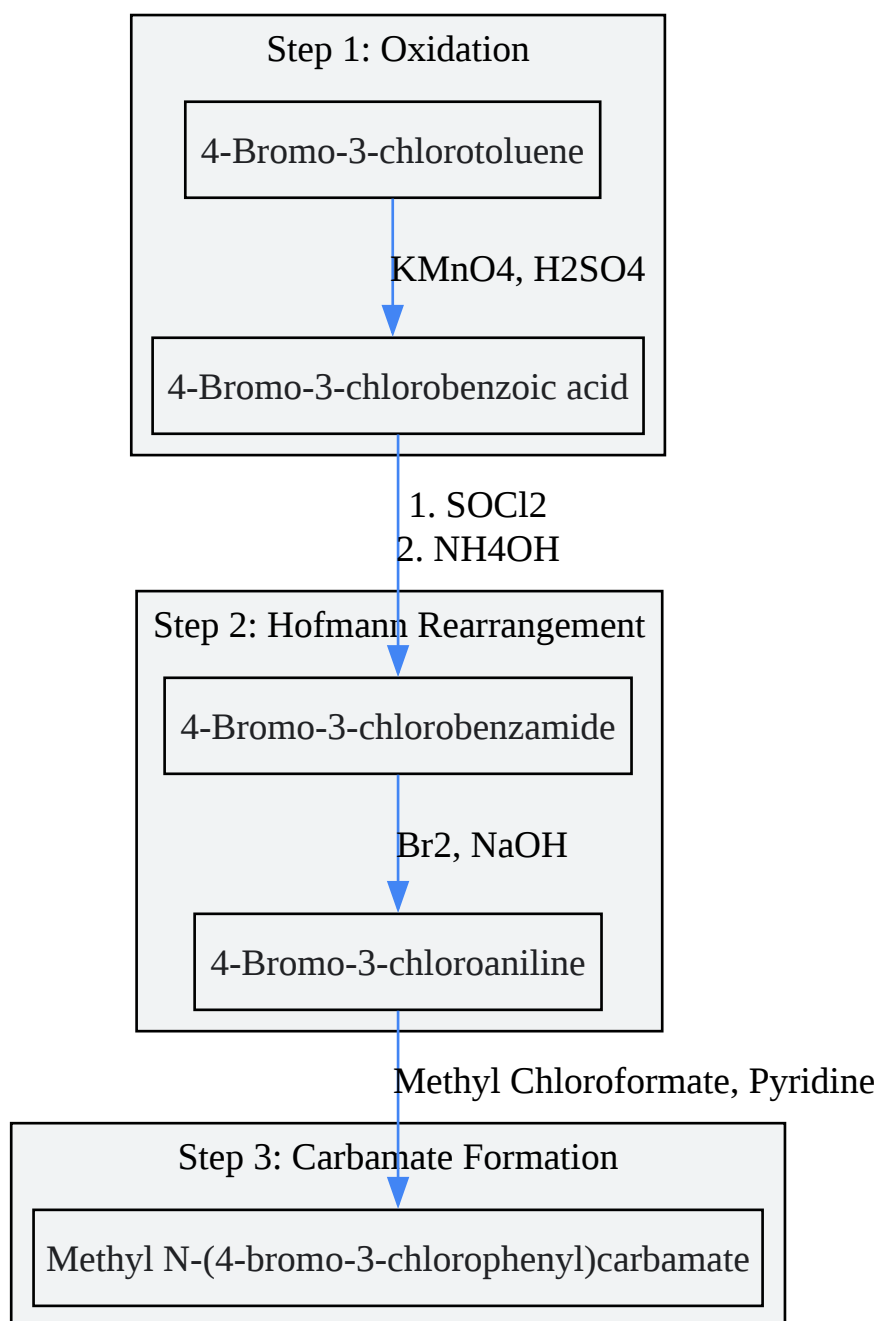 Step 1: Oxidation
4-Bromo-3-chlorotoluene
KMnO4, H2SO4
4-Bromo-3-chlorobenzoic acid
1. SOCl2
2. NH4OH
Step 2: Hofmann Rearrangement
4-Bromo-3-chlorobenzamide
Br2, NaOH
4-Bromo-3-chloroaniline
Methyl Chloroformate, Pyridine
Step 3: Carbamate Formation
Methyl N-(4-bromo-3-chlorophenyl)carbamate